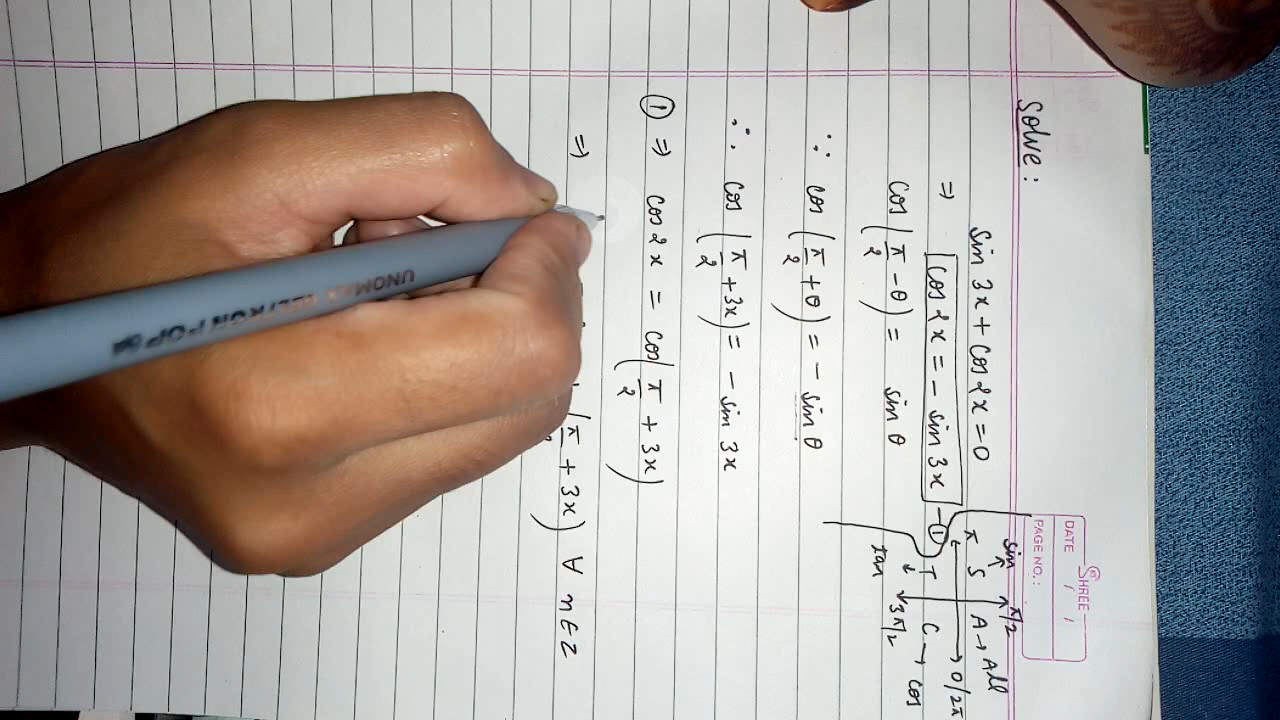 SHREE
DATE / /
PAGE NO.:
Solve:
sin 3x + cos 2x = 0
⇒ cos 2x = - sin 3x -①
cos(π/2 - θ) = sin θ
∵ cos(π/2 + θ) = - sin θ
∴ cos(π/2 + 3x) = - sin 3x
① ⇒ cos 2x = cos(π/2 + 3x)
⇒ (π/2 + 3x) ∀ n ∈ Z
sin π/2
π S A → All
0/2π
T C → cos
tan 3π/2
UNOMAX